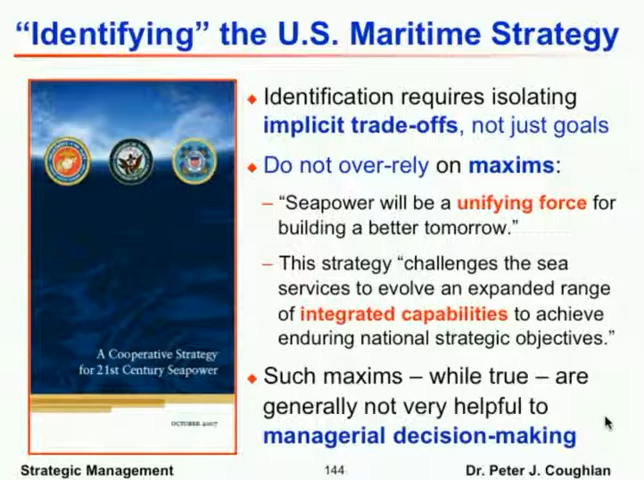 “Identifying” the U.S. Maritime Strategy
Identification requires isolating
implicit trade-offs, not just goals
Do not over-rely on maxims:
– “Seapower will be a unifying force for
building a better tomorrow.”
– This strategy “challenges the sea
services to evolve an expanded range
of integrated capabilities to achieve
enduring national strategic objectives.”
Such maxims – while true – are
generally not very helpful to
managerial decision-making
A Cooperative Strategy
for 21st Century Seapower
OCTOBER 2007
Strategic Management
144
Dr. Peter J. Coughlan